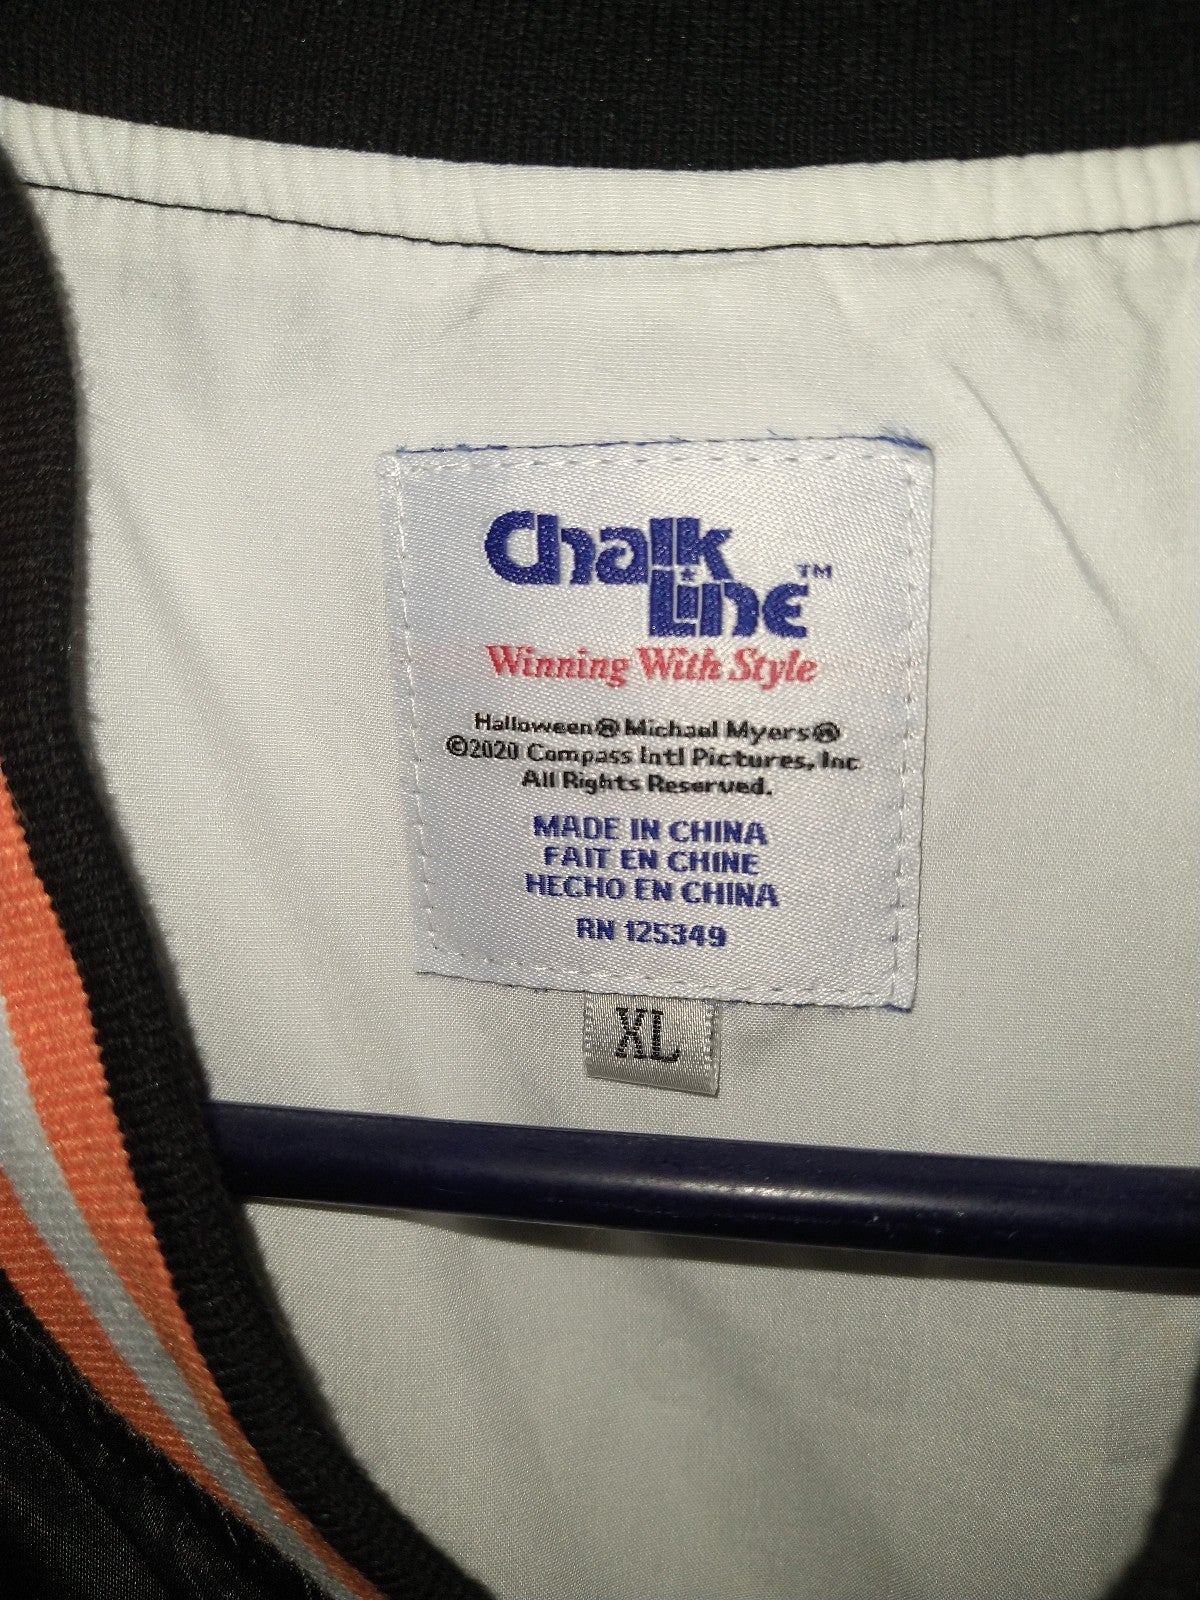 Chalk
Line™
Winning With Style
Halloween® Michael Myers®
©2020 Compass Intl Pictures, Inc
All Rights Reserved.
MADE IN CHINA
FAIT EN CHINE
HECHO EN CHINA
RN 125349
XL